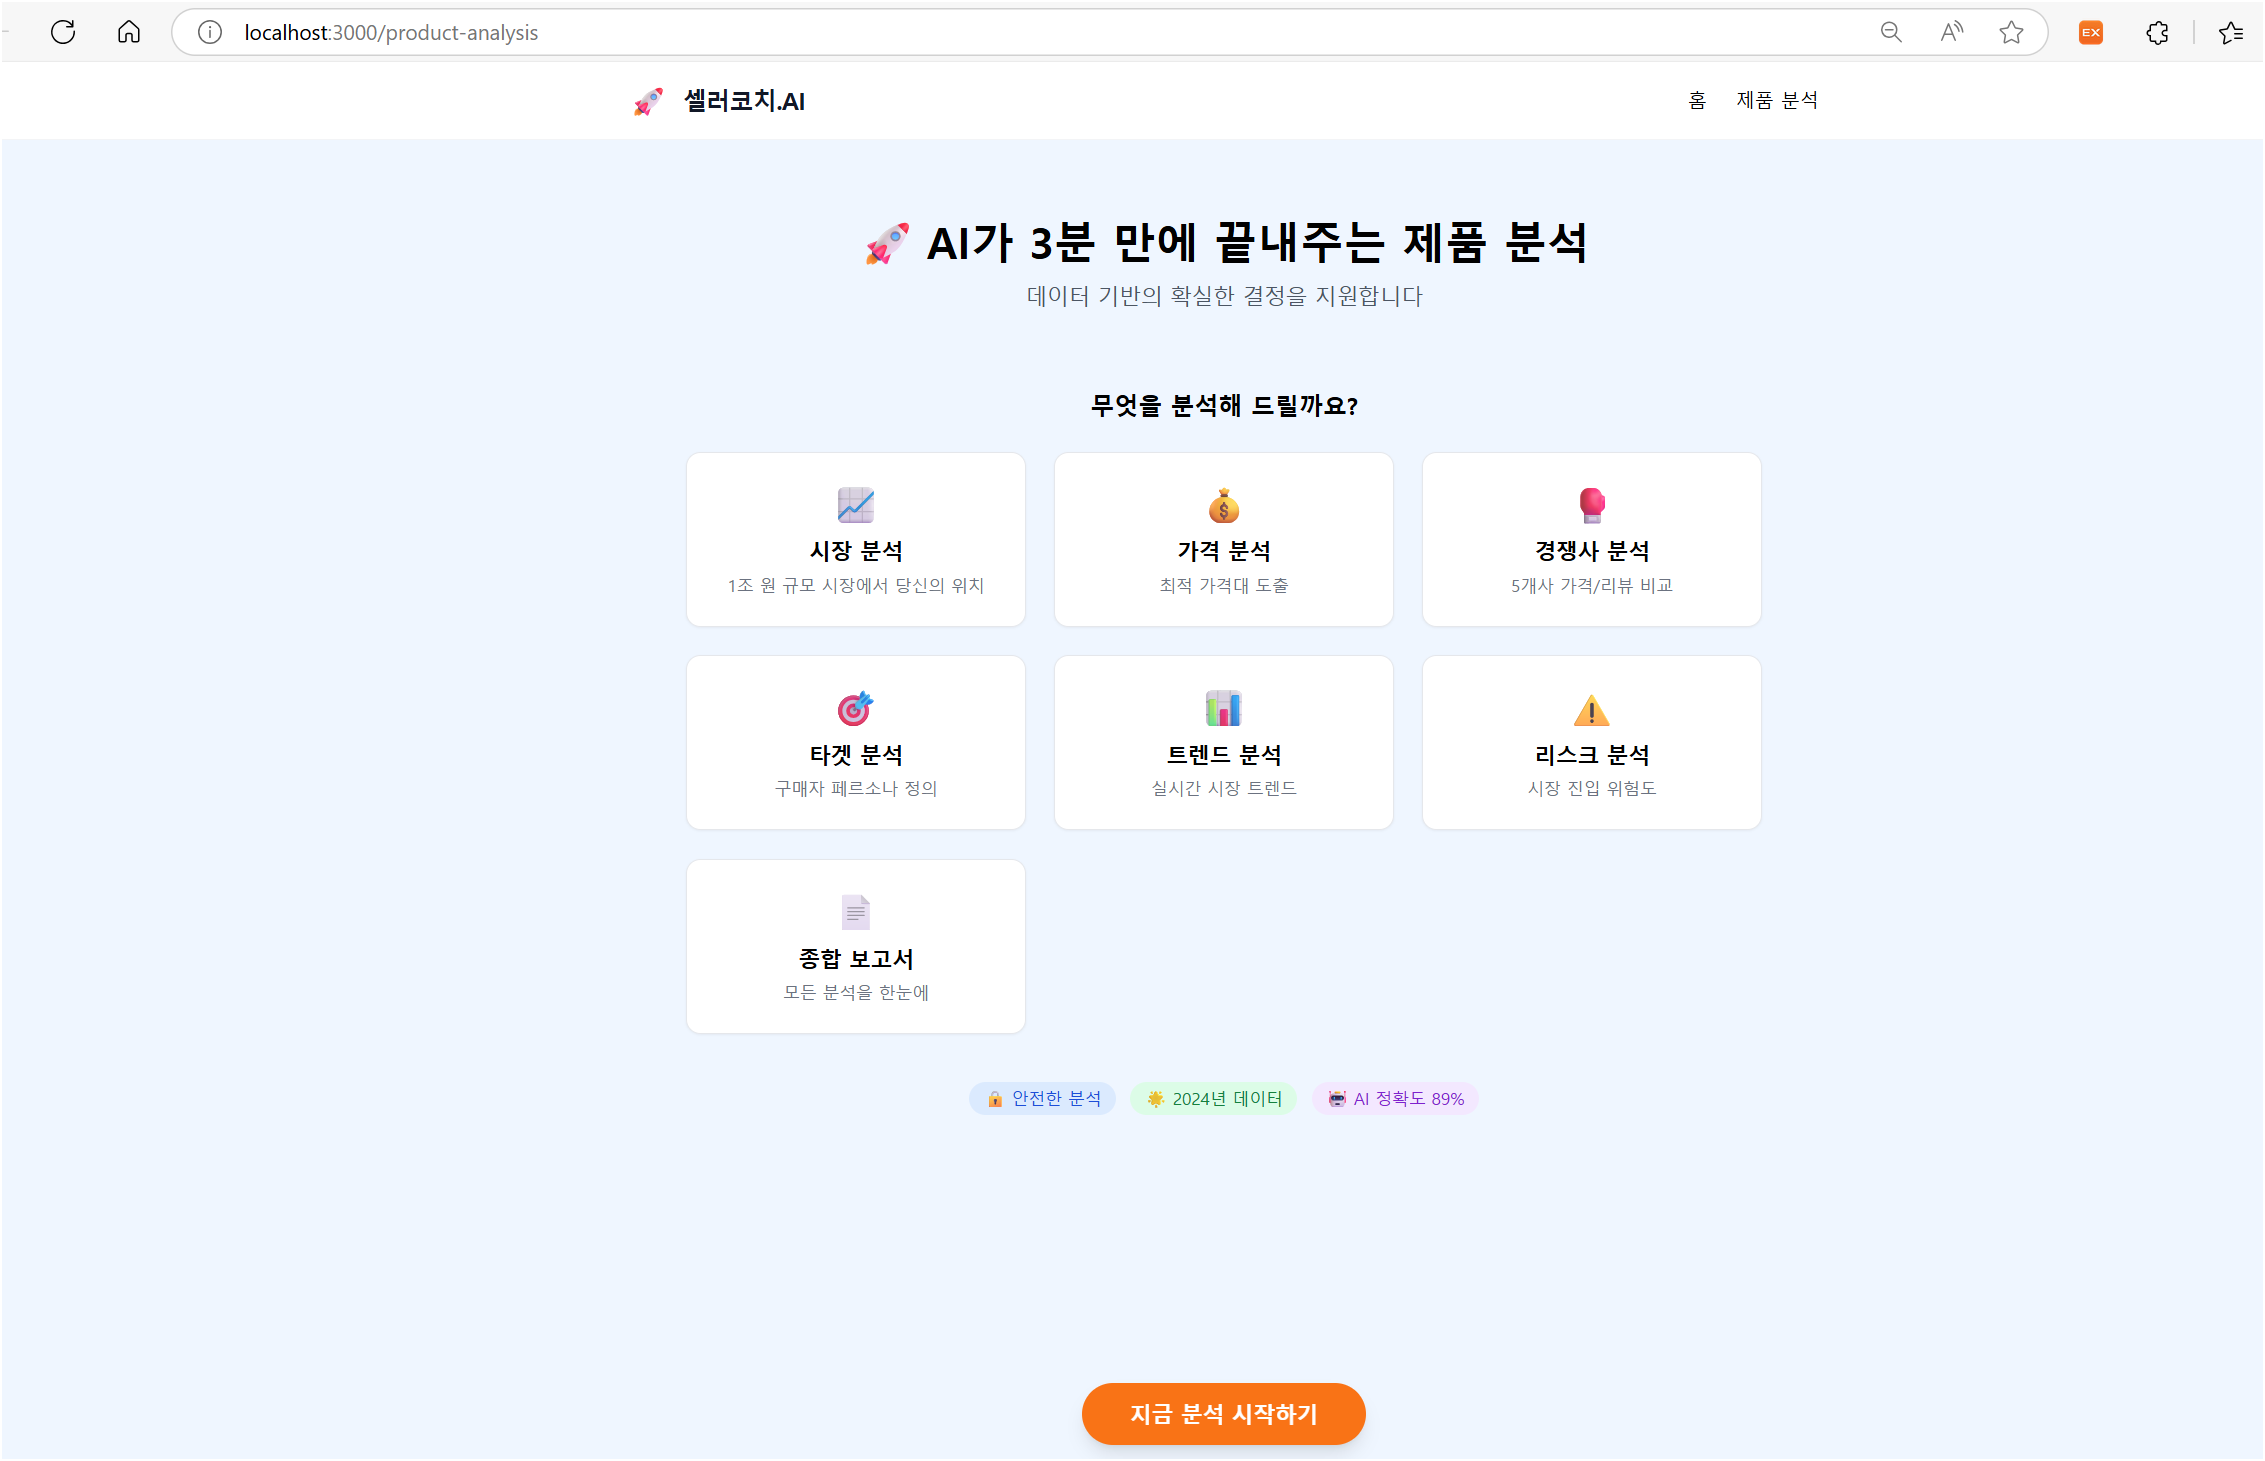 localhost:3000/product-analysis
EX
셀러코치.AI
홈 제품 분석
AI가 3분 만에 끝내주는 제품 분석
데이터 기반의 확실한 결정을 지원합니다
무엇을 분석해 드릴까요?
시장 분석
1조 원 규모 시장에서 당신의 위치
가격 분석
최적 가격대 도출
경쟁사 분석
5개사 가격/리뷰 비교
타겟 분석
구매자 페르소나 정의
트렌드 분석
실시간 시장 트렌드
리스크 분석
시장 진입 위험도
종합 보고서
모든 분석을 한눈에
안전한 분석
2024년 데이터
AI 정확도 89%
지금 분석 시작하기